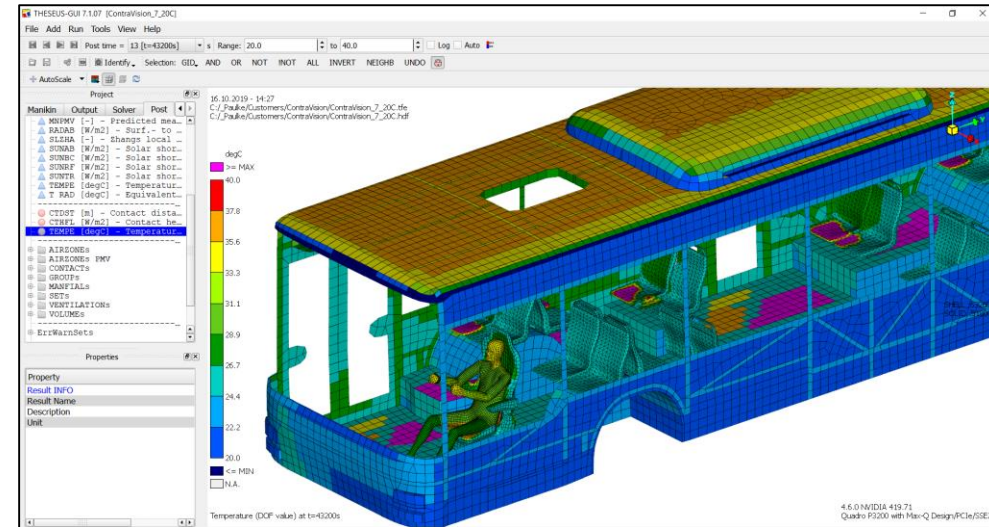 THESEUS-GUI 7.1.07 [ContraVision_7_20C]
File Add Run Tools View Help
Post time = 13 [t=43200s] s Range: 20.0 to 40.0 Log Auto
Identify Selection: GID AND OR NOT !NOT ALL INVERT NEIGHB UNDO
AutoScale
Project
Manikin Output Solver Post
MNPMV [-] - Predicted mea…
RADAB [W/m2] - Surf.- to …
SLZHA [-] - Zhangs local …
SUNAB [W/m2] - Solar shor…
SUNBC [W/m2] - Solar shor…
SUNRF [W/m2] - Solar shor…
SUNTR [W/m2] - Solar shor…
TEMPE [degC] - Temperatur…
T RAD [degC] - Equivalent…
CTDST [m] - Contact dista…
CTHFL [W/m2] - Contact he…
TEMPE [degC] - Temperatur…
AIRZONEs
AIRZONEs PMV
CONTACTs
GROUPs
MANFIALs
SETs
VENTILATIONs
VOLUMEs
ErrWarnSets
Properties
Property
Result INFO
Result Name
Description
Unit
16.10.2019 - 14:27
C:/_Paulke/Customers/ContraVision/ContraVision_7_20C.tfe
C:/_Paulke/Customers/ContraVision/ContraVision_7_20C.hdf
degC
>= MAX
40.0
37.8
35.6
33.3
31.1
28.9
26.7
24.4
22.2
20.0
<= MIN
N.A.
Temperature (DOF value) at t=43200s
4.6.0 NVIDIA 419.71
Quadro P3200 with Max-Q Design/PCIe/SSE2